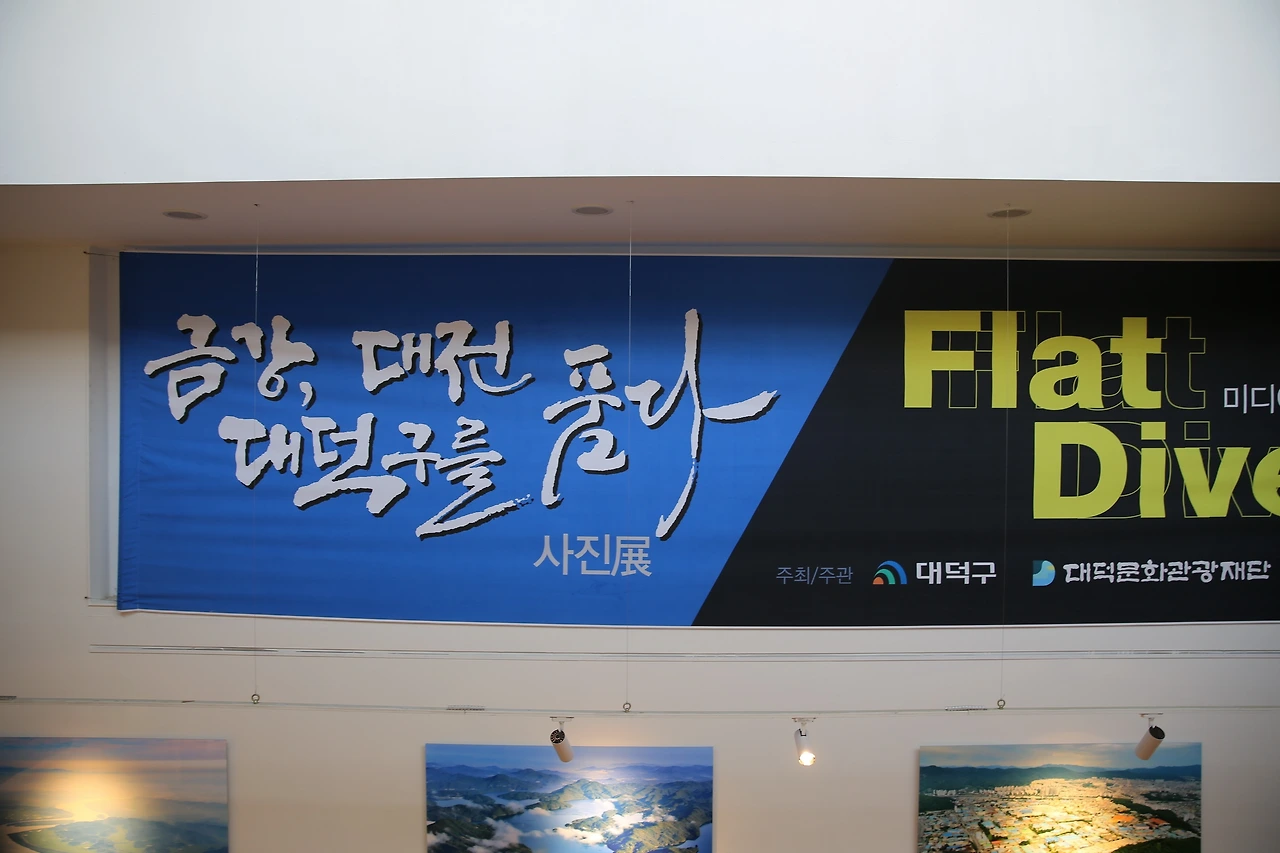 금강, 대전
대덕구를 품다
사진展
Flat
미디
Dive
주최/주관 대덕구 대덕문화관광재단